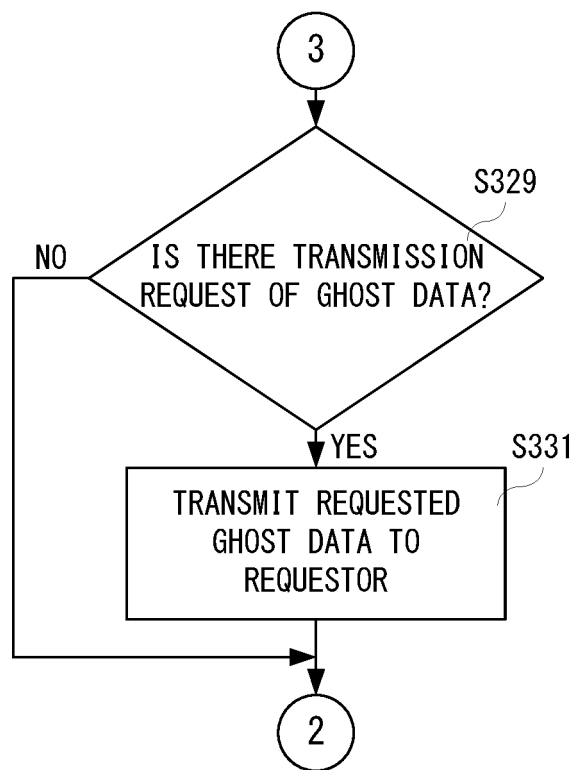 3
S329
NO
IS THERE TRANSMISSION
REQUEST OF GHOST DATA?
YES
S331
TRANSMIT REQUESTED
GHOST DATA TO
REQUESTOR
2